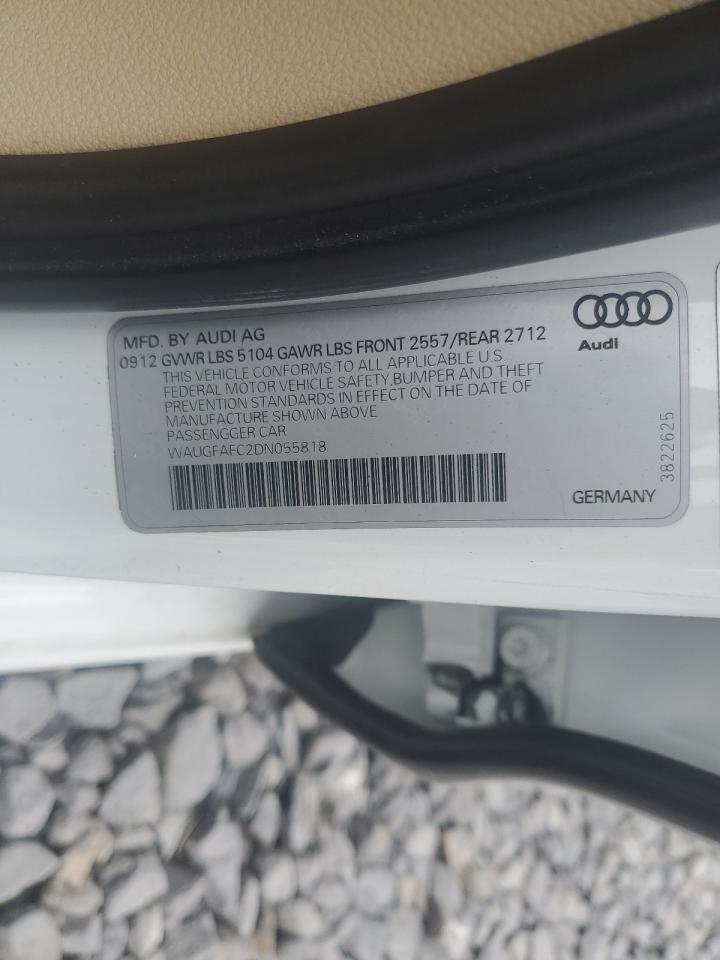 MFD. BY AUDI AG
0912 GVWR LBS 5104 GAWR LBS FRONT 2557/REAR 2712
THIS VEHICLE CONFORMS TO ALL APPLICABLE U.S.
FEDERAL MOTOR VEHICLE SAFETY,BUMPER AND THEFT
PREVENTION STANDARDS IN EFFECT ON THE DATE OF
MANUFACTURE SHOWN ABOVE
PASSENGGER CAR
WAUGFAFC2DN055818
Audi
3822625
GERMANY